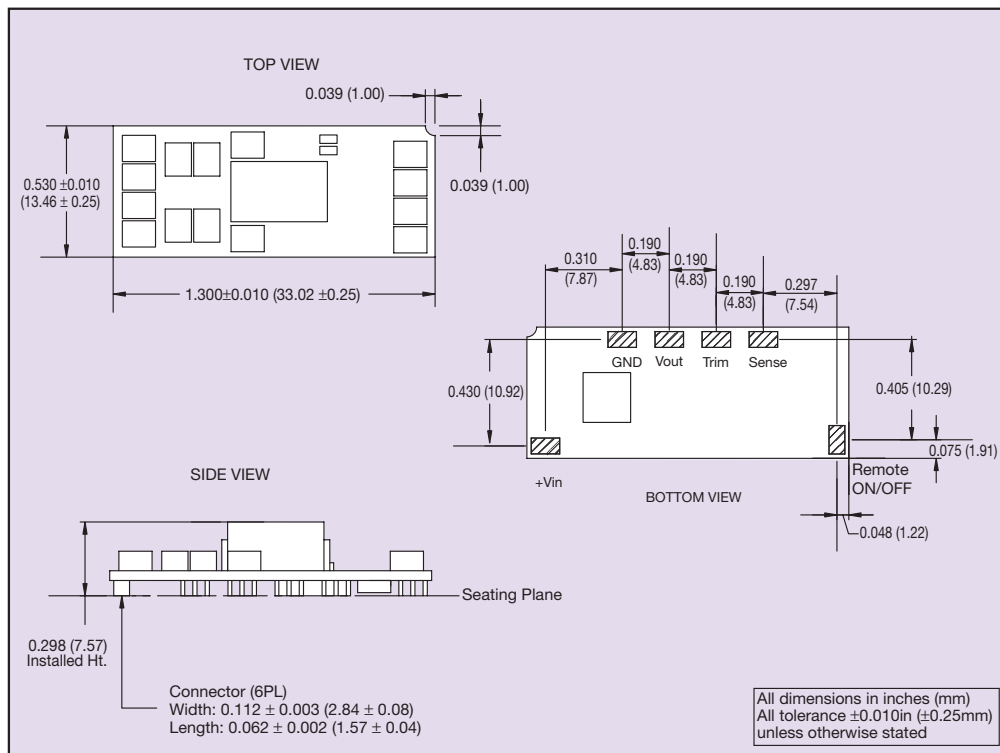 TOP VIEW
0.039 (1.00)
0.530 ±0.010
(13.46 ± 0.25)
0.039 (1.00)
1.300±0.010 (33.02 ±0.25)
0.310
(7.87)
0.190
(4.83)
0.190
(4.83)
0.190
(4.83)
0.297
(7.54)
GND Vout Trim Sense
0.430 (10.92)
0.405 (10.29)
0.075 (1.91)
+Vin
BOTTOM VIEW
Remote
ON/OFF
0.048 (1.22)
SIDE VIEW
Seating Plane
0.298 (7.57)
Installed Ht.
Connector (6PL)
Width: 0.112 ± 0.003 (2.84 ± 0.08)
Length: 0.062 ± 0.002 (1.57 ± 0.04)
All dimensions in inches (mm)
All tolerance ±0.010in (±0.25mm)
unless otherwise stated